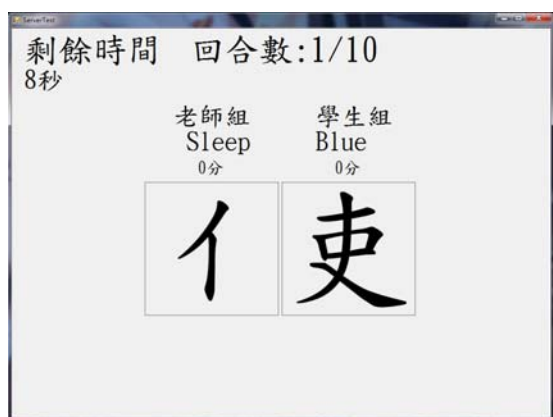 ServerTest
剩餘時間 回合數:1/10
8秒
老師組 學生組
Sleep Blue
0分 0分
亻 吏